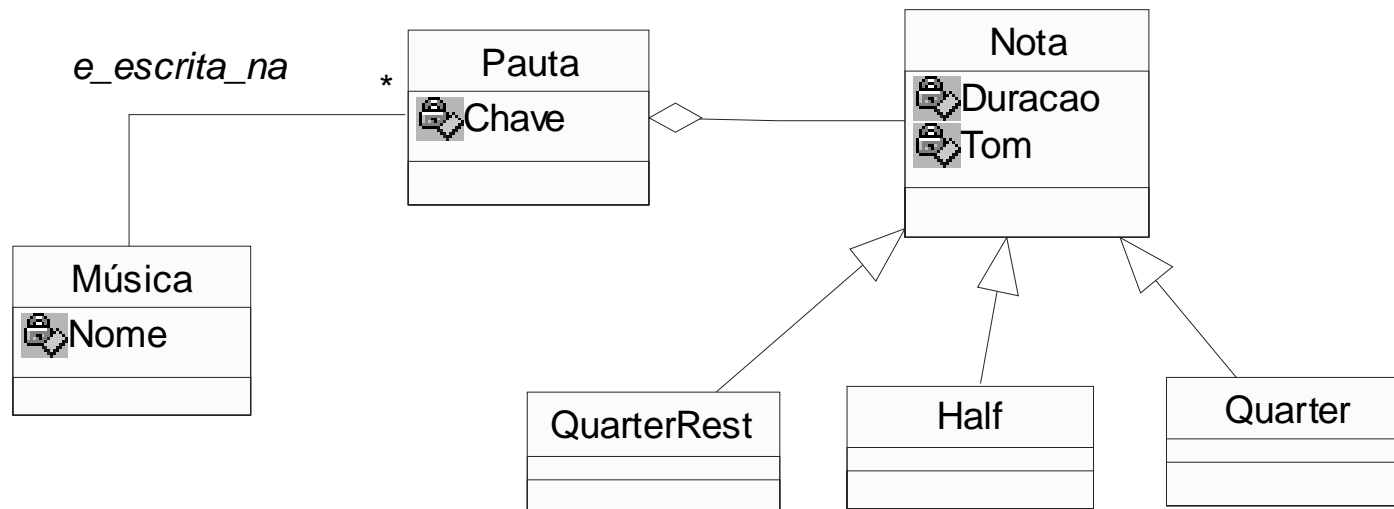 e_escrita_na
*
Pauta
Chave
Nota
Duracao
Tom
Música
Nome
QuarterRest
Half
Quarter